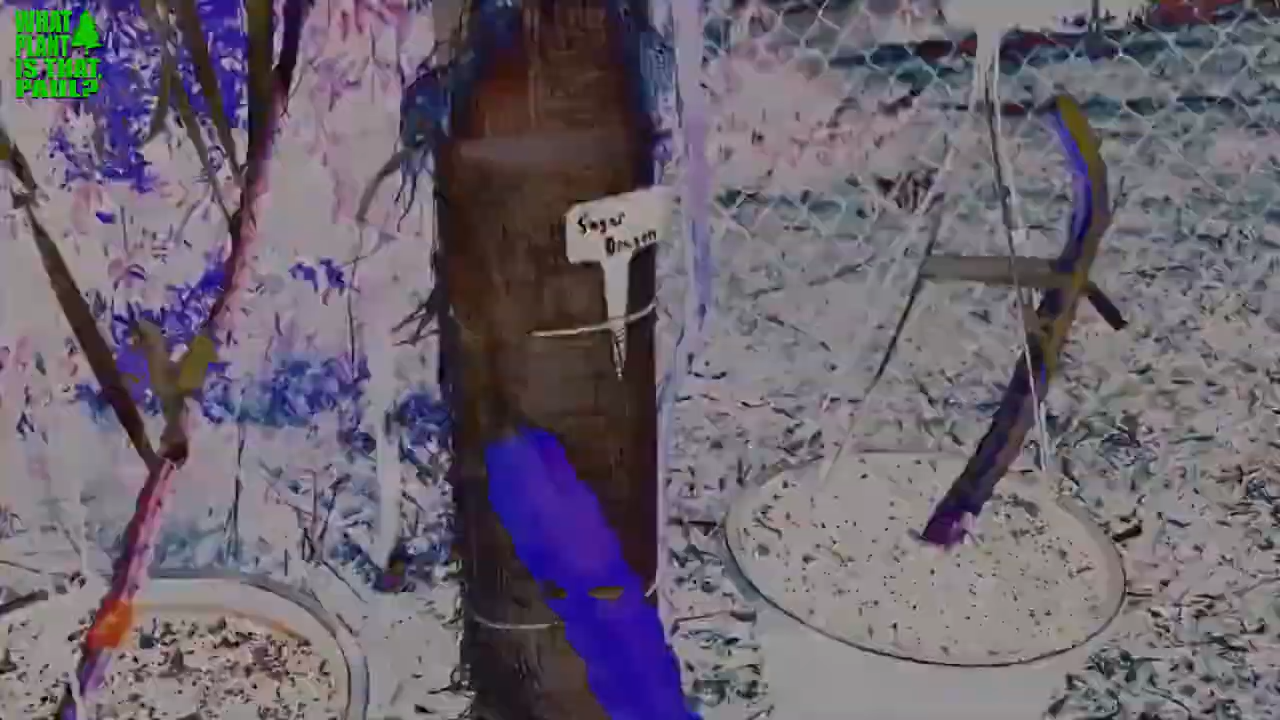 WHAT
PLANT
IS THAT,
PAUL?
Sugar
Dragon